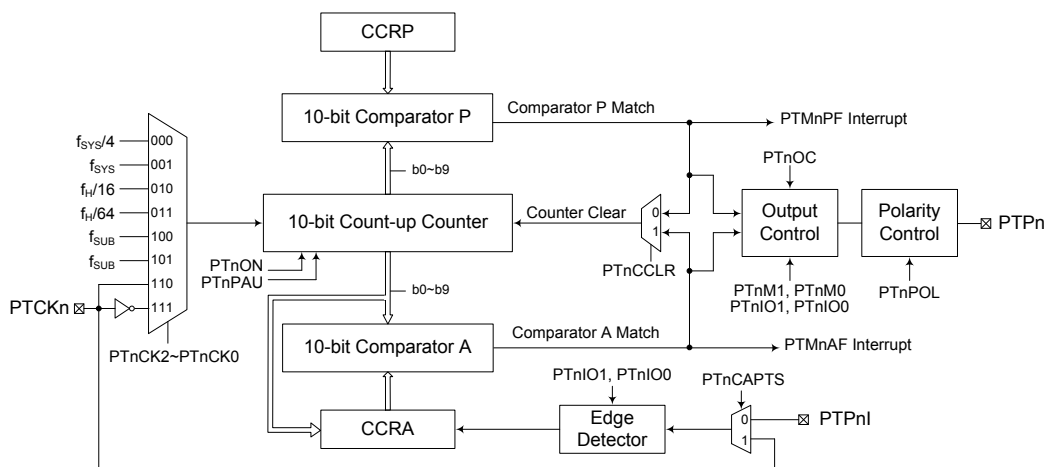 CCRP
10-bit Comparator P
Comparator P Match
PTMnPF Interrupt
b0~b9
fSYS/4
000
fSYS
001
fH/16
010
fH/64
011
fSUB
100
fSUB
101
110
111
PTCKn
PTnCK2~PTnCK0
10-bit Count-up Counter
PTnON
PTnPAU
Counter Clear
0
1
PTnCCLR
PTnOC
Output
Control
PTnM1, PTnM0
PTnIO1, PTnIO0
Polarity
Control
PTnPOL
PTPn
b0~b9
10-bit Comparator A
Comparator A Match
PTMnAF Interrupt
CCRA
PTnIO1, PTnIO0
Edge
Detector
PTnCAPTS
0
1
PTPnI